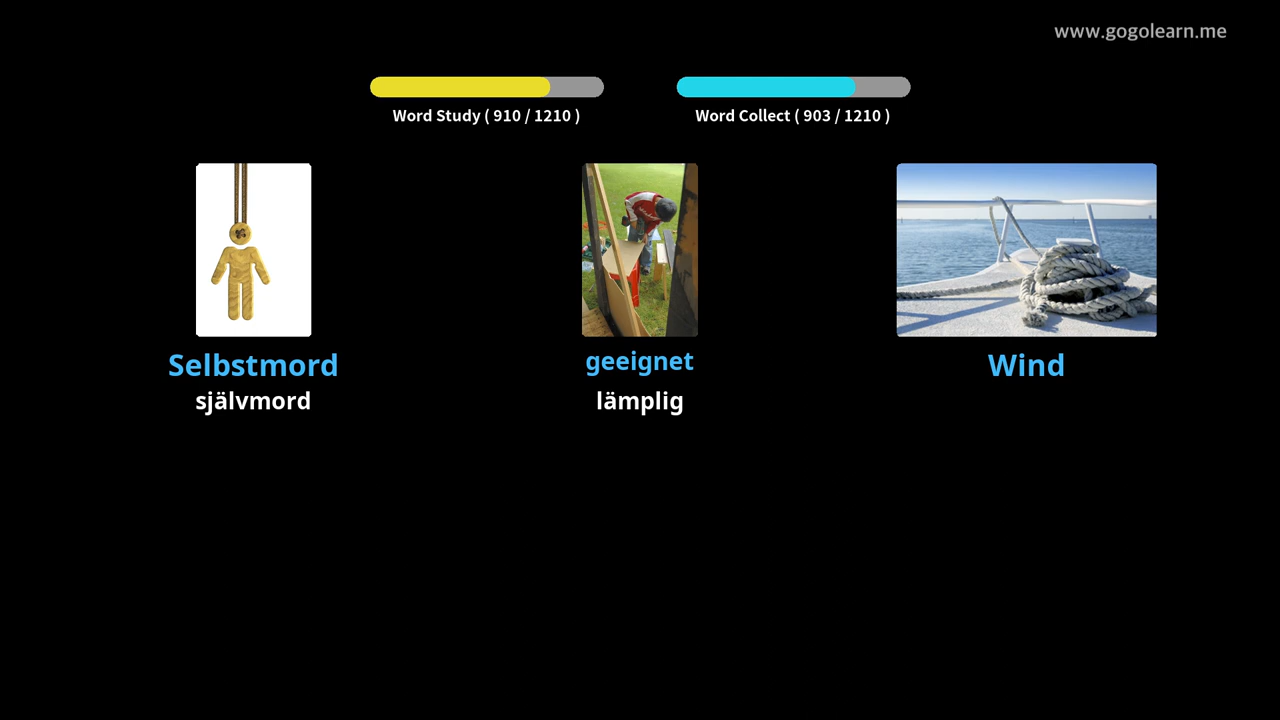 www.gogolearn.me
Word Study ( 910 / 1210 )
Word Collect ( 903 / 1210 )
Selbstmord
självmord
geeignet
lämplig
Wind